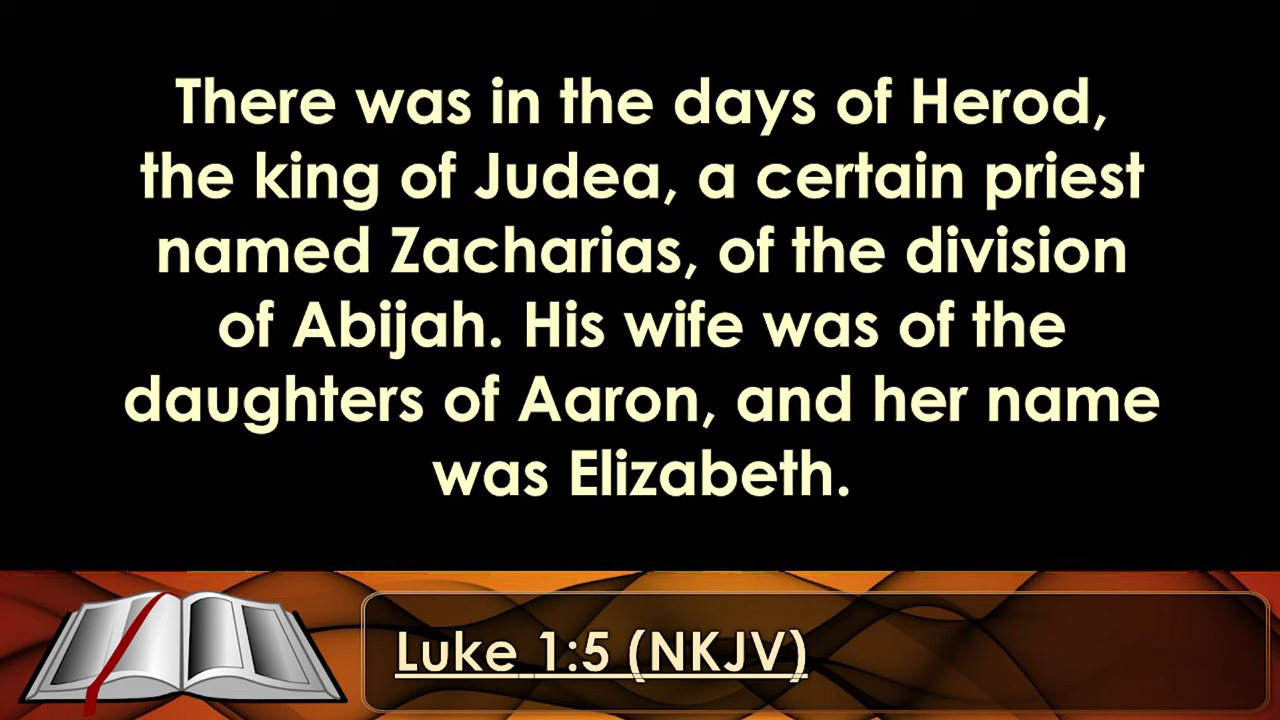 There was in the days of Herod,
the king of Judea, a certain priest
named Zacharias, of the division
of Abijah. His wife was of the
daughters of Aaron, and her name
was Elizabeth.
Luke 1:5 (NKJV)